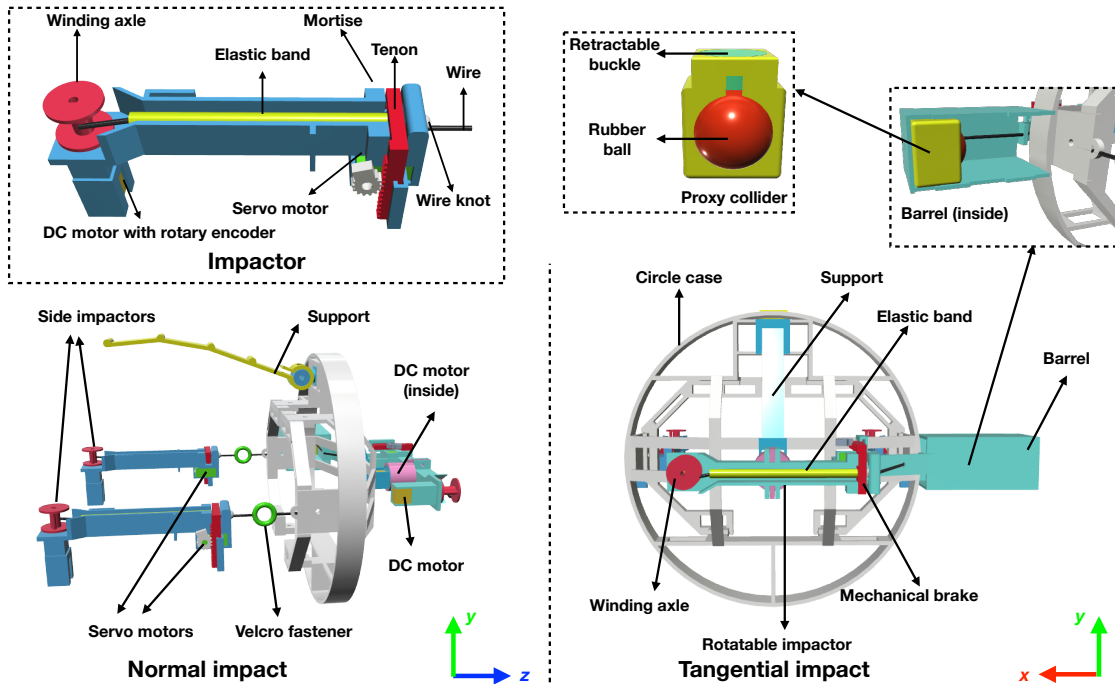 Winding axle
Mortise
Elastic band
Tenon
Wire
Servo motor
Wire knot
DC motor with rotary encoder
Impactor
Retractable
buckle
Rubber
ball
Proxy collider
Barrel (inside)
Side impactors
Support
DC motor
(inside)
DC motor
Servo motors
Velcro fastener
Normal impact
y
z
Circle case
Support
Elastic band
Barrel
Winding axle
Mechanical brake
Rotatable impactor
Tangential impact
y
x